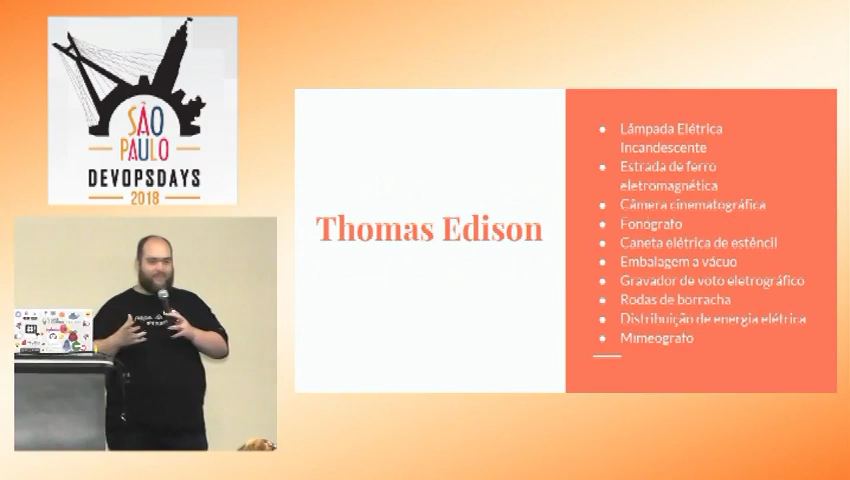 SÃO
PAULO
DEVOPSDAYS
2018
Thomas Edison
Lâmpada Elétrica
Incandescente
Estrada de ferro
eletromagnética
Câmera cinematográfica
Fonógrafo
Caneta elétrica de estêncil
Embalagem a vácuo
Gravador de voto eletrográfico
Rodas de borracha
Distribuição de energia elétrica
Mimeógrafo